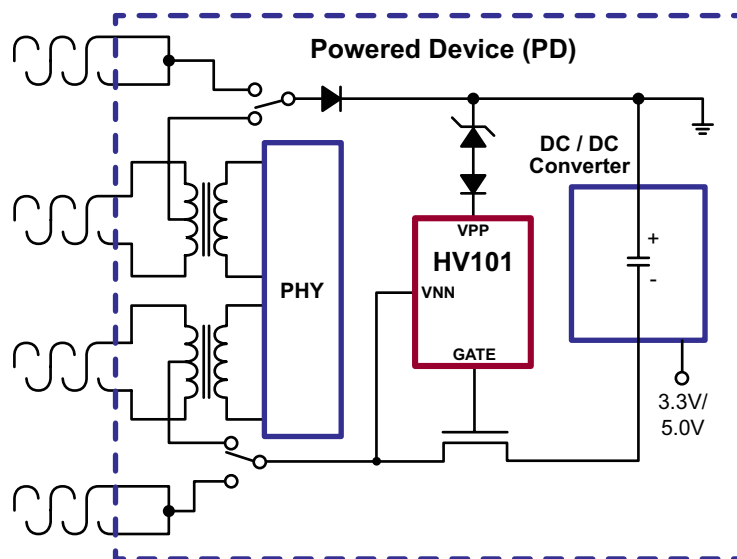 Powered Device (PD)
DC / DC
Converter
VPP
HV101
VNN
GATE
PHY
+
-
3.3V/
5.0V